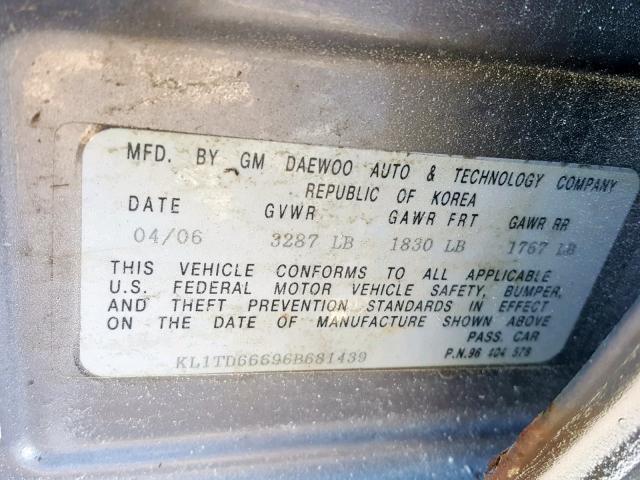 MFD. BY GM DAEWOO AUTO & TECHNOLOGY COMPANY
REPUBLIC OF KOREA
DATE GVWR GAWR FRT GAWR RR
04/06 3287 LB 1830 LB 1767 LB
THIS VEHICLE CONFORMS TO ALL APPLICABLE
U.S. FEDERAL MOTOR VEHICLE SAFETY, BUMPER,
AND THEFT PREVENTION STANDARDS IN EFFECT
ON THE DATE OF MANUFACTURE SHOWN ABOVE
PASS. CAR
KL1TD66696B681439 P.N.96 404 578